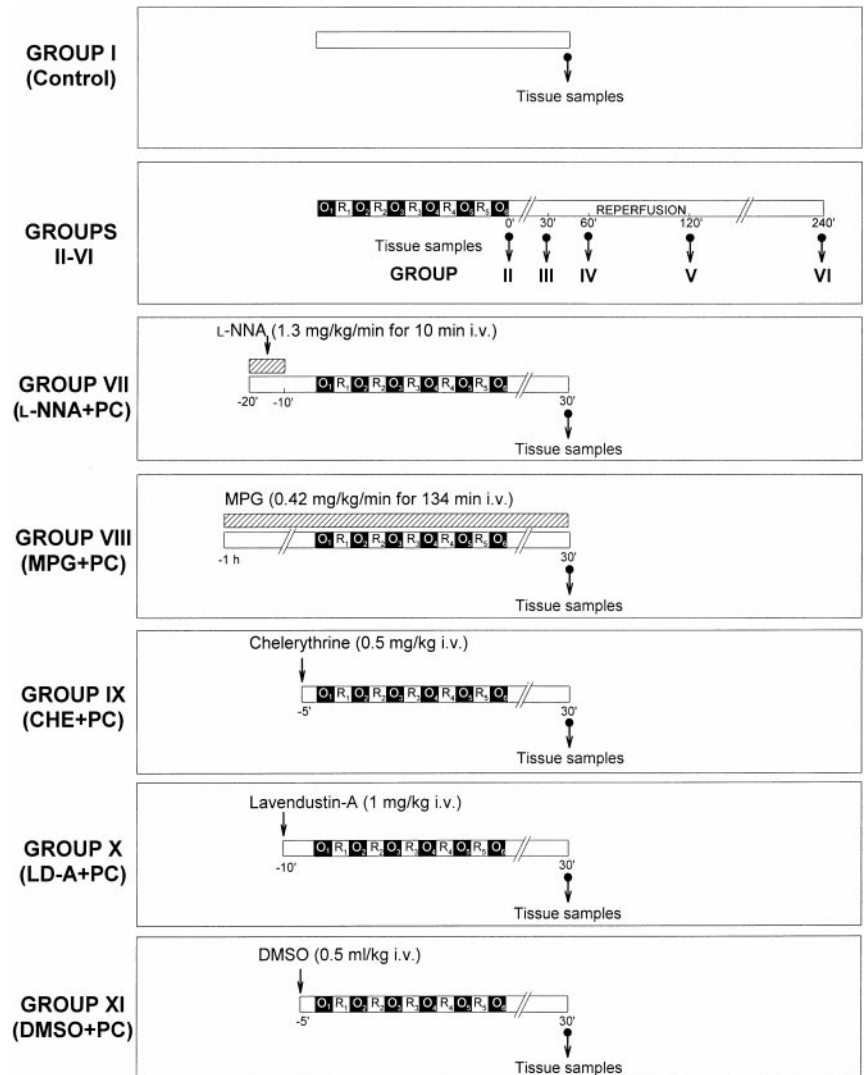 GROUP I
(Control)
Tissue samples
GROUPS
II-VI
O1 R1 O2 R2 O3 R3 O4 R4 O5 R5 O6
REPERFUSION
0' 30' 60' 120' 240'
Tissue samples
GROUP II III IV V VI
GROUP VII
(L-NNA+PC)
L-NNA (1.3 mg/kg/min for 10 min i.v.)
O1 R1 O2 R2 O3 R3 O4 R4 O5 R5 O6
-20' -10' 30'
Tissue samples
GROUP VIII
(MPG+PC)
MPG (0.42 mg/kg/min for 134 min i.v.)
O1 R1 O2 R2 O3 R3 O4 R4 O5 R5 O6
-1 h 30'
Tissue samples
GROUP IX
(CHE+PC)
Chelerythrine (0.5 mg/kg i.v.)
O1 R1 O2 R2 O3 R3 O4 R4 O5 R5 O6
-5' 30'
Tissue samples
GROUP X
(LD-A+PC)
Lavendustin-A (1 mg/kg i.v.)
O1 R1 O2 R2 O3 R3 O4 R4 O5 R5 O6
-10' 30'
Tissue samples
GROUP XI
(DMSO+PC)
DMSO (0.5 ml/kg i.v.)
O1 R1 O2 R2 O3 R3 O4 R4 O5 R5 O6
-5' 30'
Tissue samples